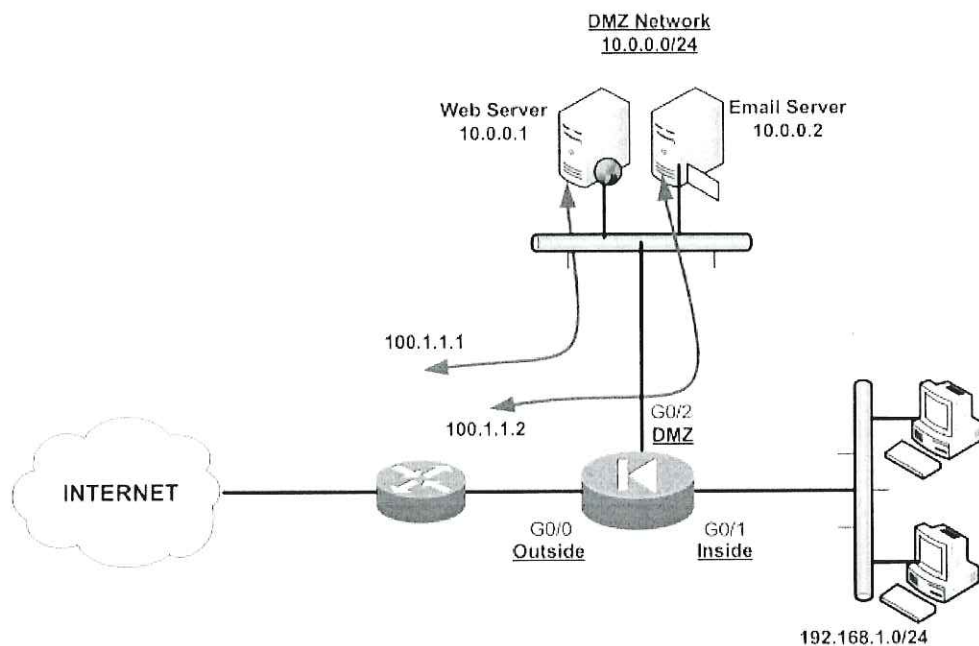 DMZ Network
10.0.0.0/24
Web Server
10.0.0.1
Email Server
10.0.0.2
100.1.1.1
100.1.1.2
G0/2
DMZ
INTERNET
G0/0
Outside
G0/1
Inside
192.168.1.0/24